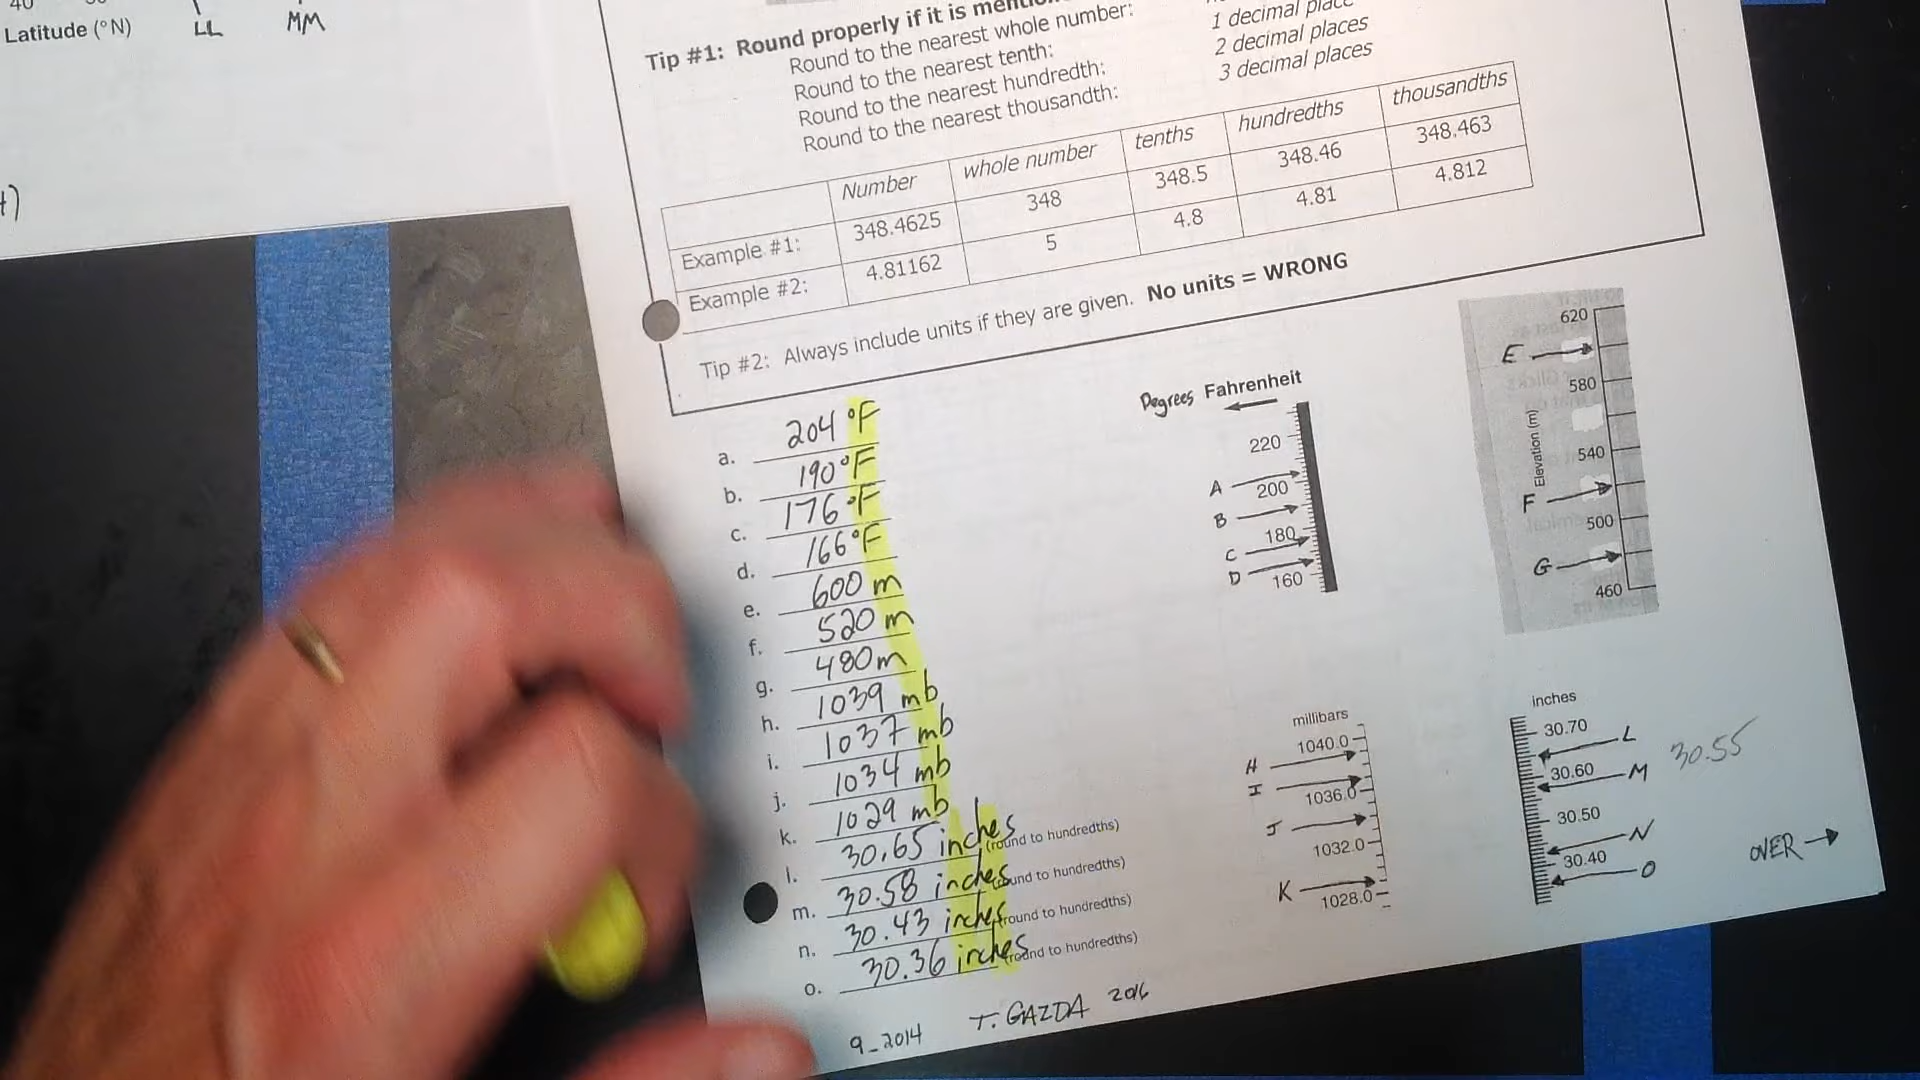 40
Latitude (°N)
LL
MM
Tip #1: Round properly if it is
Round to the nearest whole number:
Round to the nearest tenth: 1 decimal place
Round to the nearest hundredth: 2 decimal places
Round to the nearest thousandth: 3 decimal places
Number whole number tenths hundredths thousandths
Example #1: 348.4625 348 348.5 348.46 348.463
Example #2: 4.81162 5 4.8 4.81 4.812
Tip #2: Always include units if they are given. No units = WRONG
a. 204 °F
b. 190 °F
c. 176 °F
d. 166 °F
e. 600 m
f. 520 m
g. 480 m
h. 1039 mb
i. 1037 mb
j. 1034 mb
k. 1029 mb
l. 30.65 inches (round to hundredths)
m. 30.58 inches (round to hundredths)
n. 30.43 inches (round to hundredths)
o. 30.36 inches (round to hundredths)
Degrees Fahrenheit
220
A
200
B
180
C
D
160
620
E
580
Elevation (m)
540
F
500
G
460
millibars
1040.0
H
I
1036.0
J
1032.0
K
1028.0
inches
30.70
L
30.60
M
30.55
30.50
N
30.40
O
OVER
9_2014 T. GAZDA 2016